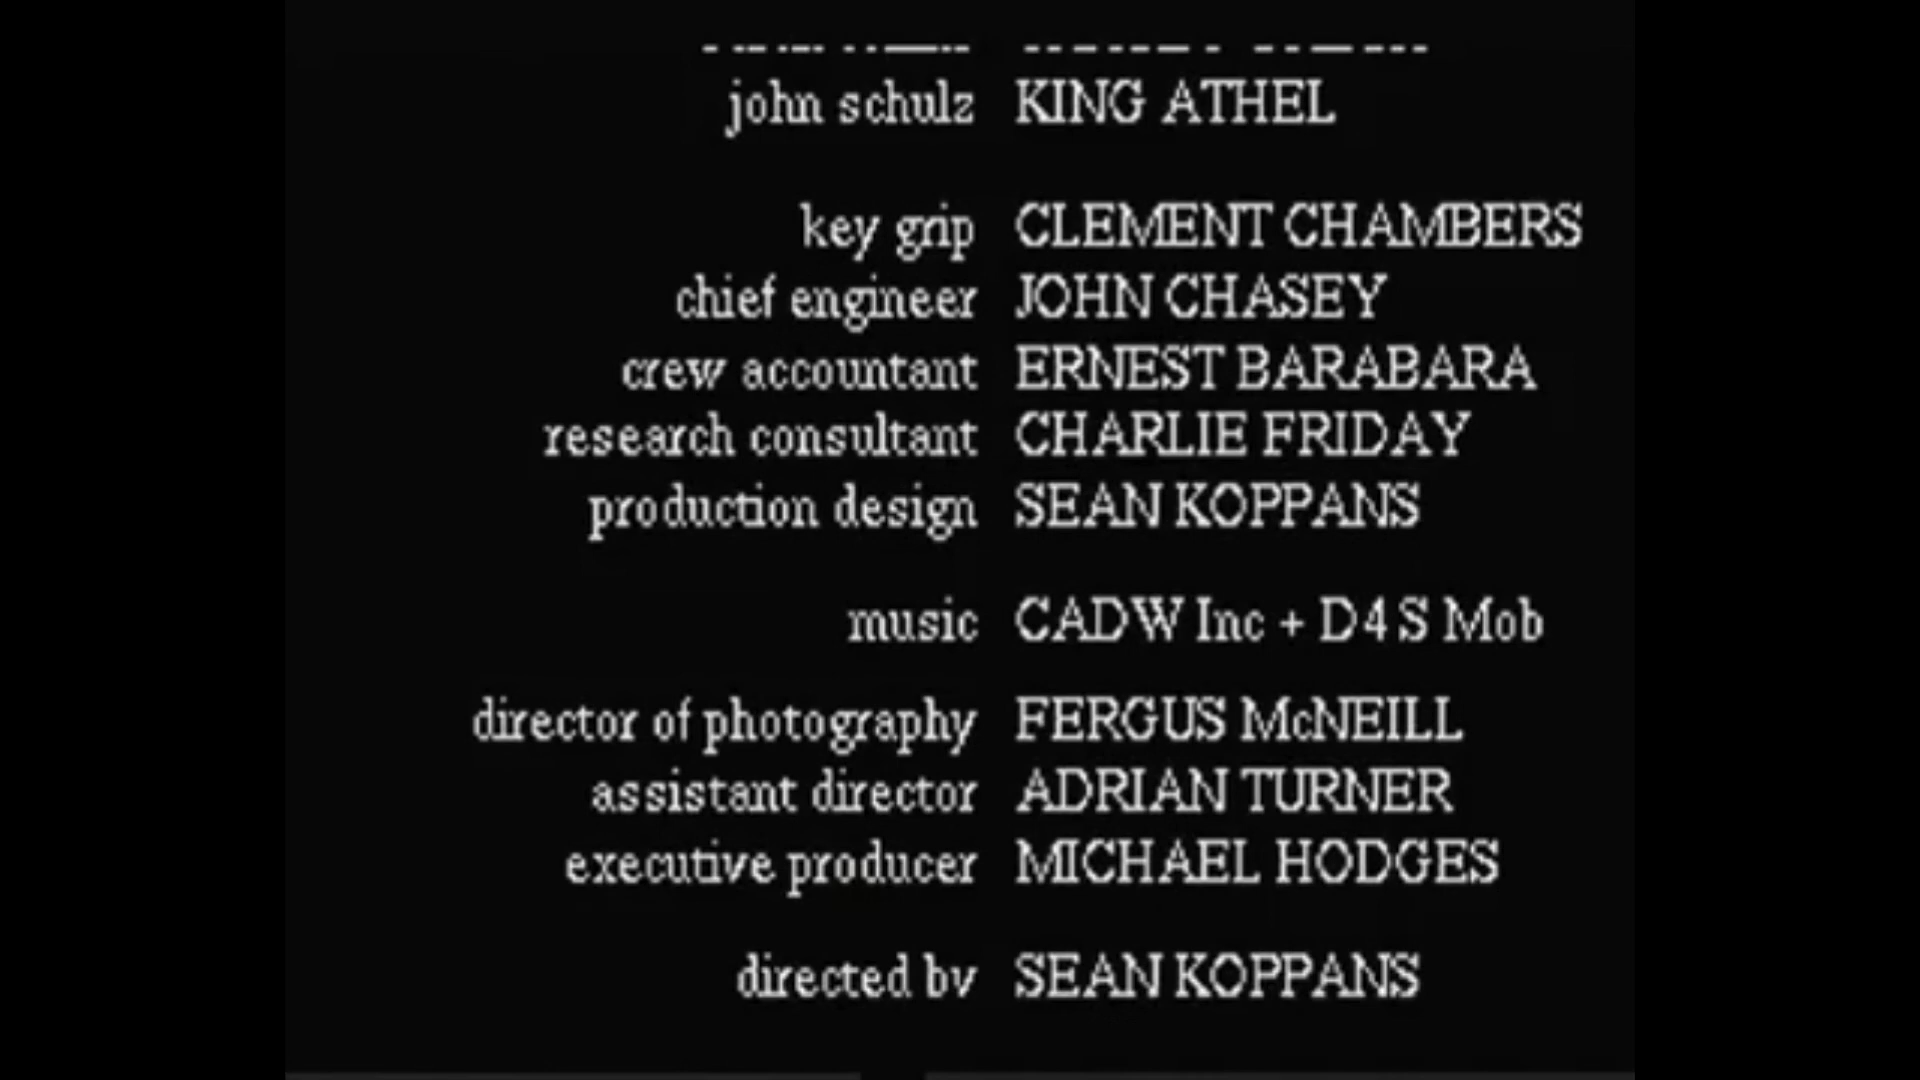 john schulz KING ATHEL
key grip CLEMENT CHAMBERS
chief engineer JOHN CHASEY
crew accountant ERNEST BARABARA
research consultant CHARLIE FRIDAY
production design SEAN KOPPANS
music CADW Inc + D4S Mob
director of photography FERGUS McNEILL
assistant director ADRIAN TURNER
executive producer MICHAEL HODGES
directed by SEAN KOPPANS